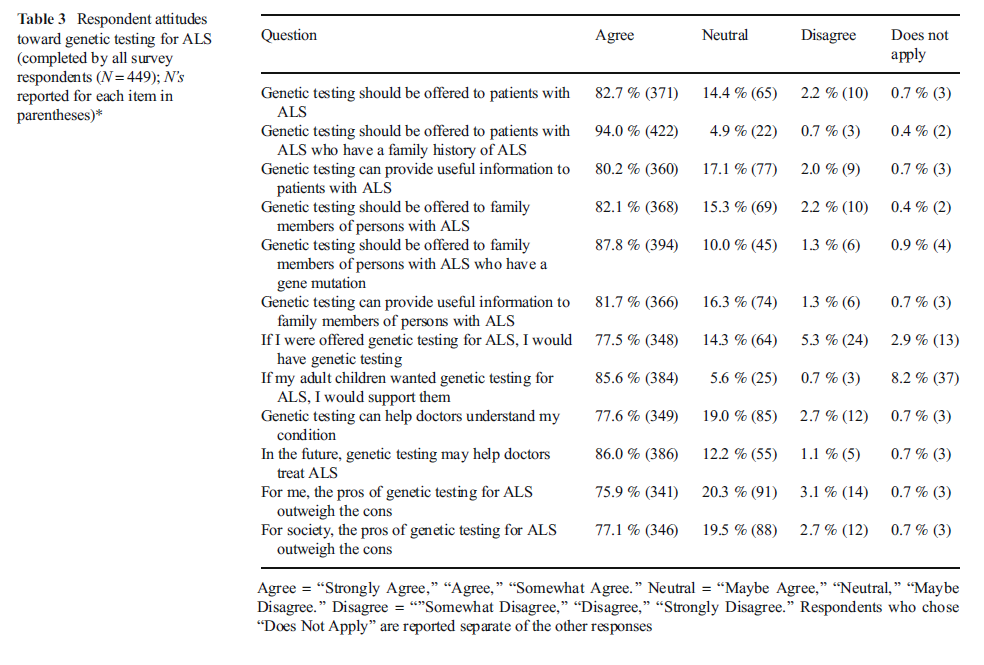 Table 3 Respondent attitudes
toward genetic testing for ALS
(completed by all survey
respondents (N = 449); N's
reported for each item in
parentheses)*
Question Agree Neutral Disagree Does not
apply
Genetic testing should be offered to patients with 82.7 % (371) 14.4 % (65) 2.2 % (10) 0.7 % (3)
ALS
Genetic testing should be offered to patients with 94.0 % (422) 4.9 % (22) 0.7 % (3) 0.4 % (2)
ALS who have a family history of ALS
Genetic testing can provide useful information to 80.2 % (360) 17.1 % (77) 2.0 % (9) 0.7 % (3)
patients with ALS
Genetic testing should be offered to family 82.1 % (368) 15.3 % (69) 2.2 % (10) 0.4 % (2)
members of persons with ALS
Genetic testing should be offered to family 87.8 % (394) 10.0 % (45) 1.3 % (6) 0.9 % (4)
members of persons with ALS who have a
gene mutation
Genetic testing can provide useful information to 81.7 % (366) 16.3 % (74) 1.3 % (6) 0.7 % (3)
family members of persons with ALS
If I were offered genetic testing for ALS, I would 77.5 % (348) 14.3 % (64) 5.3 % (24) 2.9 % (13)
have genetic testing
If my adult children wanted genetic testing for 85.6 % (384) 5.6 % (25) 0.7 % (3) 8.2 % (37)
ALS, I would support them
Genetic testing can help doctors understand my 77.6 % (349) 19.0 % (85) 2.7 % (12) 0.7 % (3)
condition
In the future, genetic testing may help doctors 86.0 % (386) 12.2 % (55) 1.1 % (5) 0.7 % (3)
treat ALS
For me, the pros of genetic testing for ALS 75.9 % (341) 20.3 % (91) 3.1 % (14) 0.7 % (3)
outweigh the cons
For society, the pros of genetic testing for ALS 77.1 % (346) 19.5 % (88) 2.7 % (12) 0.7 % (3)
outweigh the cons
Agree = “Strongly Agree,” “Agree,” “Somewhat Agree.” Neutral = “Maybe Agree,” “Neutral,” “Maybe
Disagree.” Disagree = “”Somewhat Disagree,” “Disagree,” “Strongly Disagree.” Respondents who chose
“Does Not Apply” are reported separate of the other responses